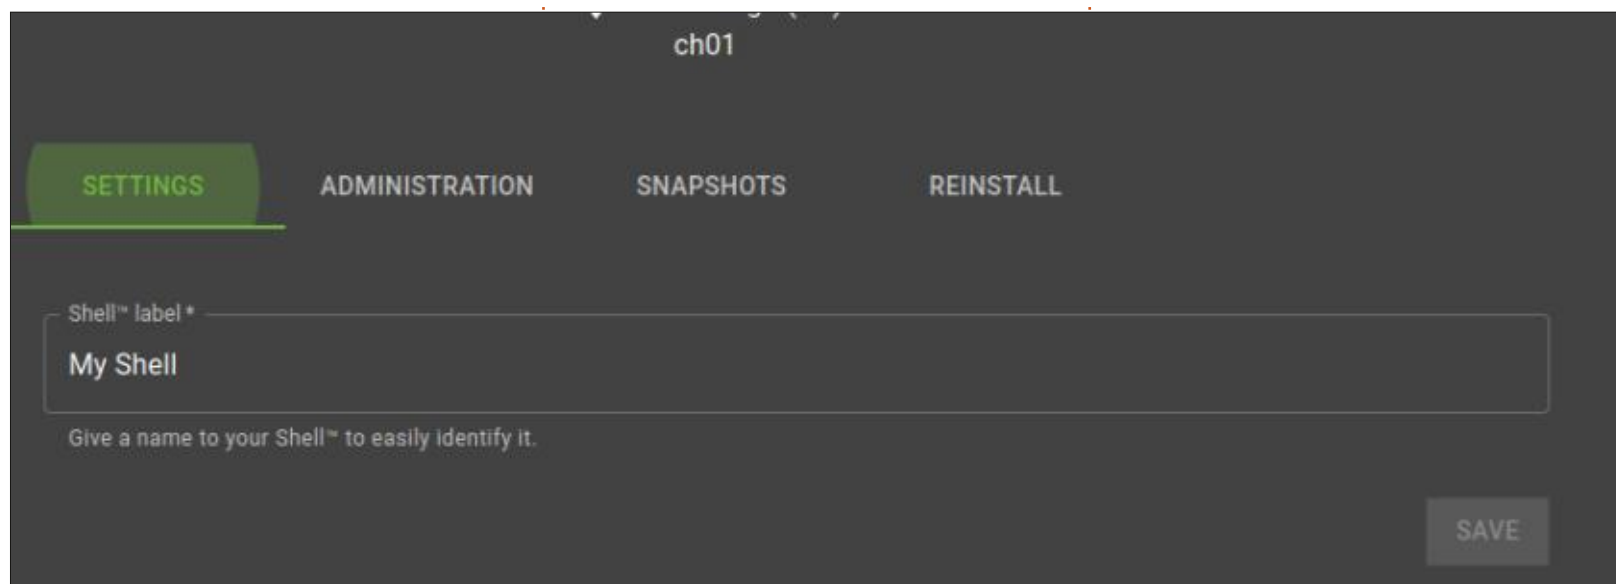 ch01
SETTINGS ADMINISTRATION SNAPSHOTS REINSTALL
Shell™ label *
My Shell
Give a name to your Shell™ to easily identify it.
SAVE